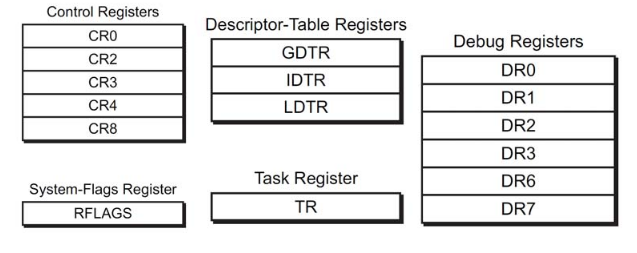 Control Registers
CR0
CR2
CR3
CR4
CR8
System-Flags Register
RFLAGS
Descriptor-Table Registers
GDTR
IDTR
LDTR
Task Register
TR
Debug Registers
DR0
DR1
DR2
DR3
DR6
DR7